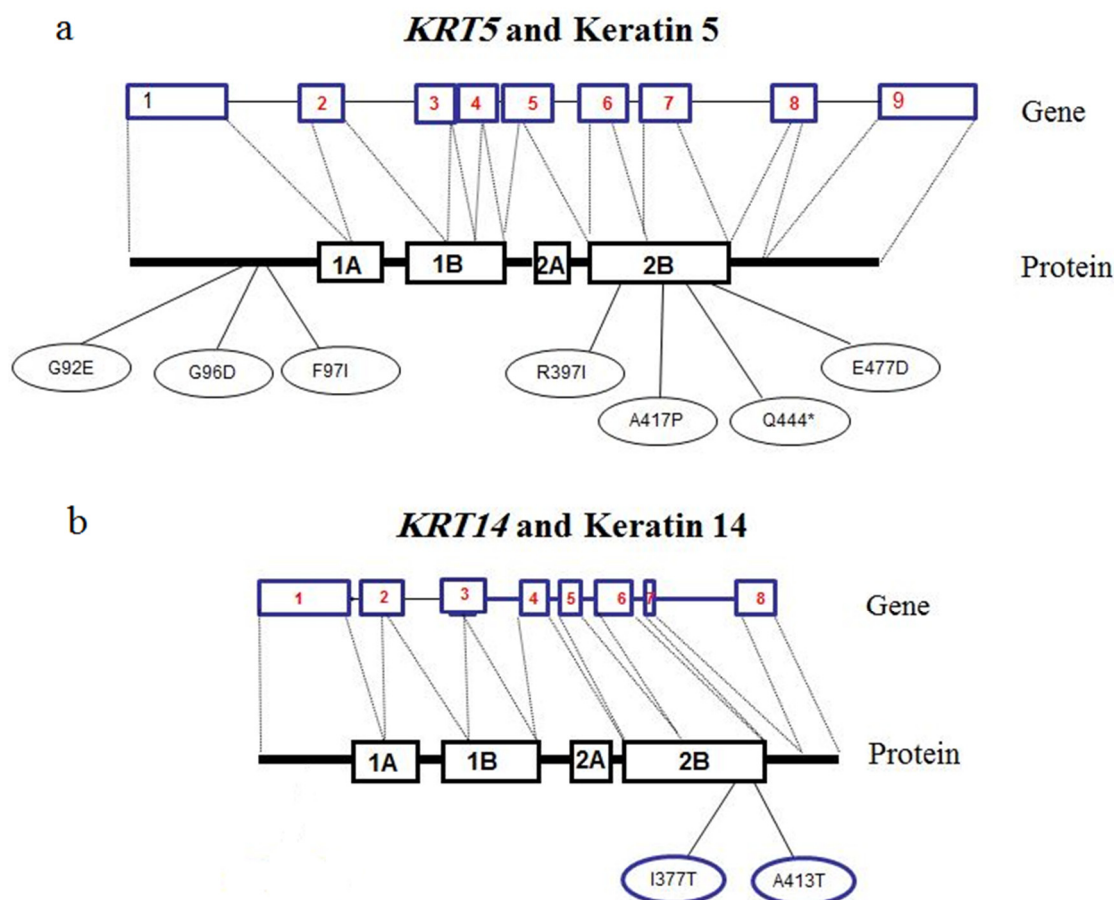 a
KRT5 and Keratin 5
1 2 3 4 5 6 7 8 9
Gene
1A 1B 2A 2B
Protein
G92E G96D F97I R397I E477D
A417P Q444*
b
KRT14 and Keratin 14
1 2 3 4 5 6 7 8
Gene
1A 1B 2A 2B
Protein
I377T A413T